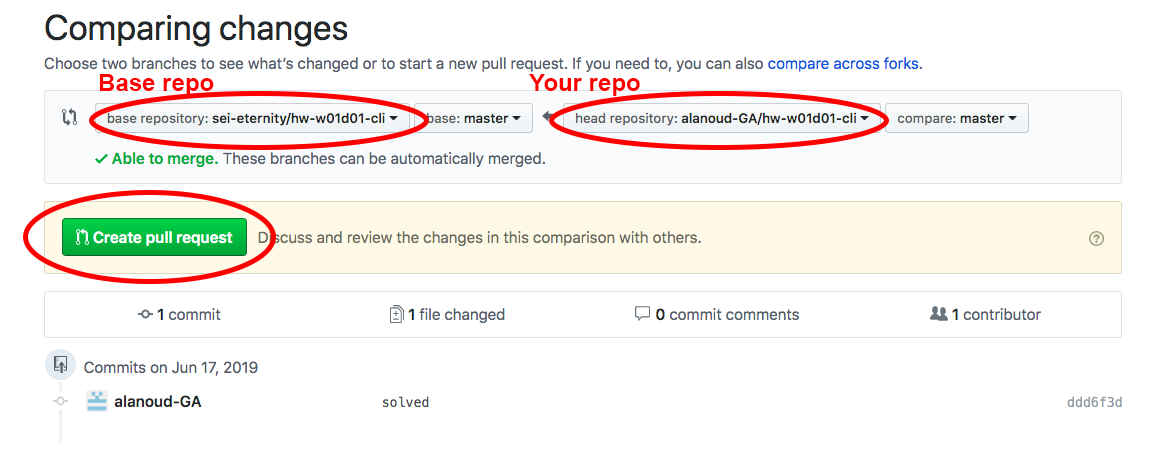 Comparing changes
Choose two branches to see what's changed or to start a new pull request. If you need to, you can also compare across forks.
Base repo Your repo
base repository: sei-eternity/hw-w01d01-cli base: master head repository: alanoud-GA/hw-w01d01-cli compare: master
Able to merge. These branches can be automatically merged.
Create pull request Discuss and review the changes in this comparison with others.
1 commit 1 file changed 0 commit comments 1 contributor
Commits on Jun 17, 2019
alanoud-GA solved ddd6f3d